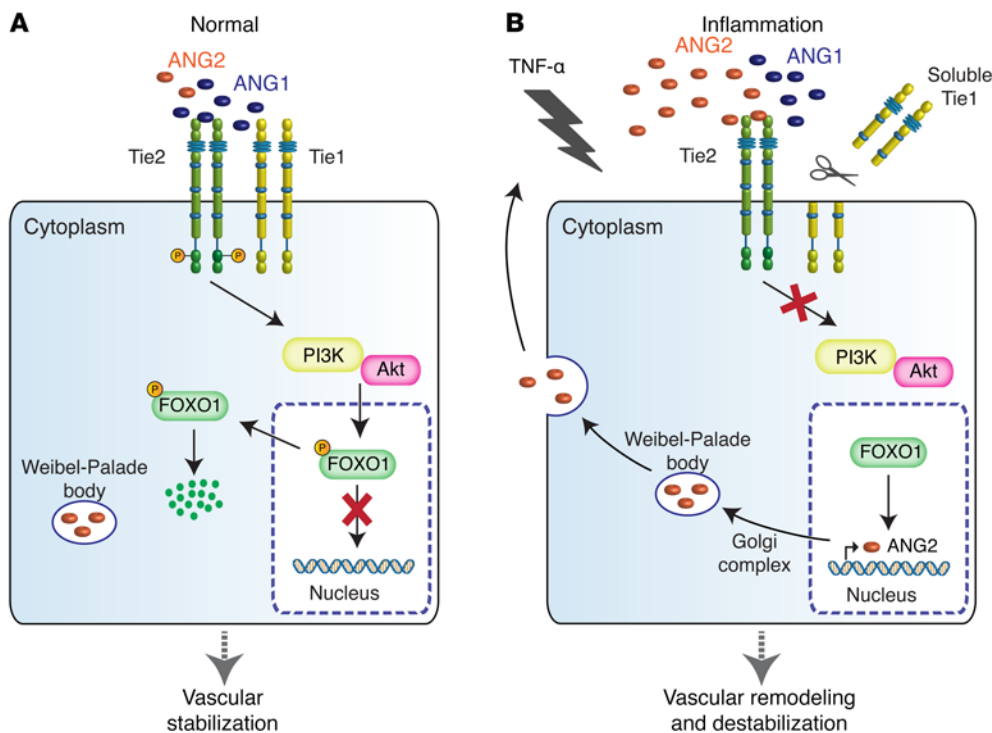 A
Normal
ANG2
ANG1
Tie2
Tie1
Cytoplasm
P
P
PI3K
Akt
P
FOXO1
P
FOXO1
Weibel-Palade
body
Nucleus
Vascular
stabilization
B
Inflammation
TNF-α
ANG2
ANG1
Soluble
Tie1
Tie2
Cytoplasm
PI3K
Akt
FOXO1
Weibel-Palade
body
ANG2
Golgi
complex
Nucleus
Vascular remodeling
and destabilization